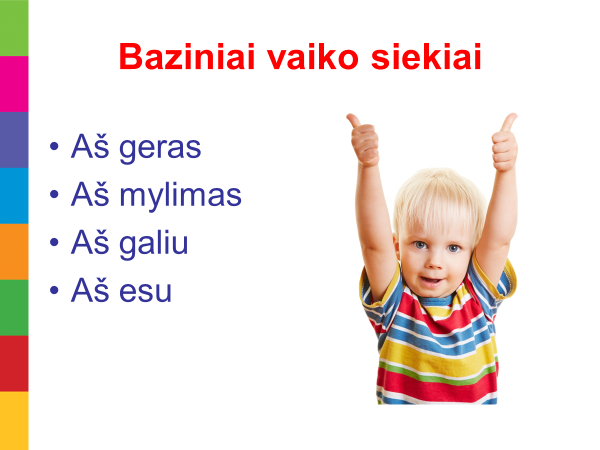 Baziniai vaiko siekiai
• Aš geras
• Aš mylimas
• Aš galiu
• Aš esu